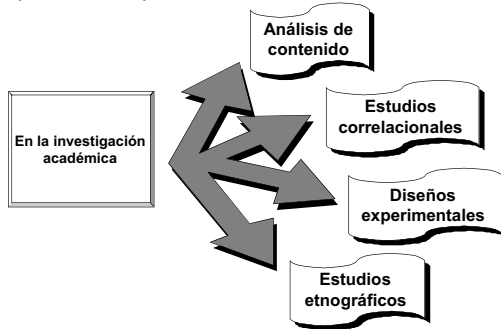 Análisis de
contenido
Estudios
correlacionales
En la investigación
académica
Diseños
experimentales
Estudios
etnográficos